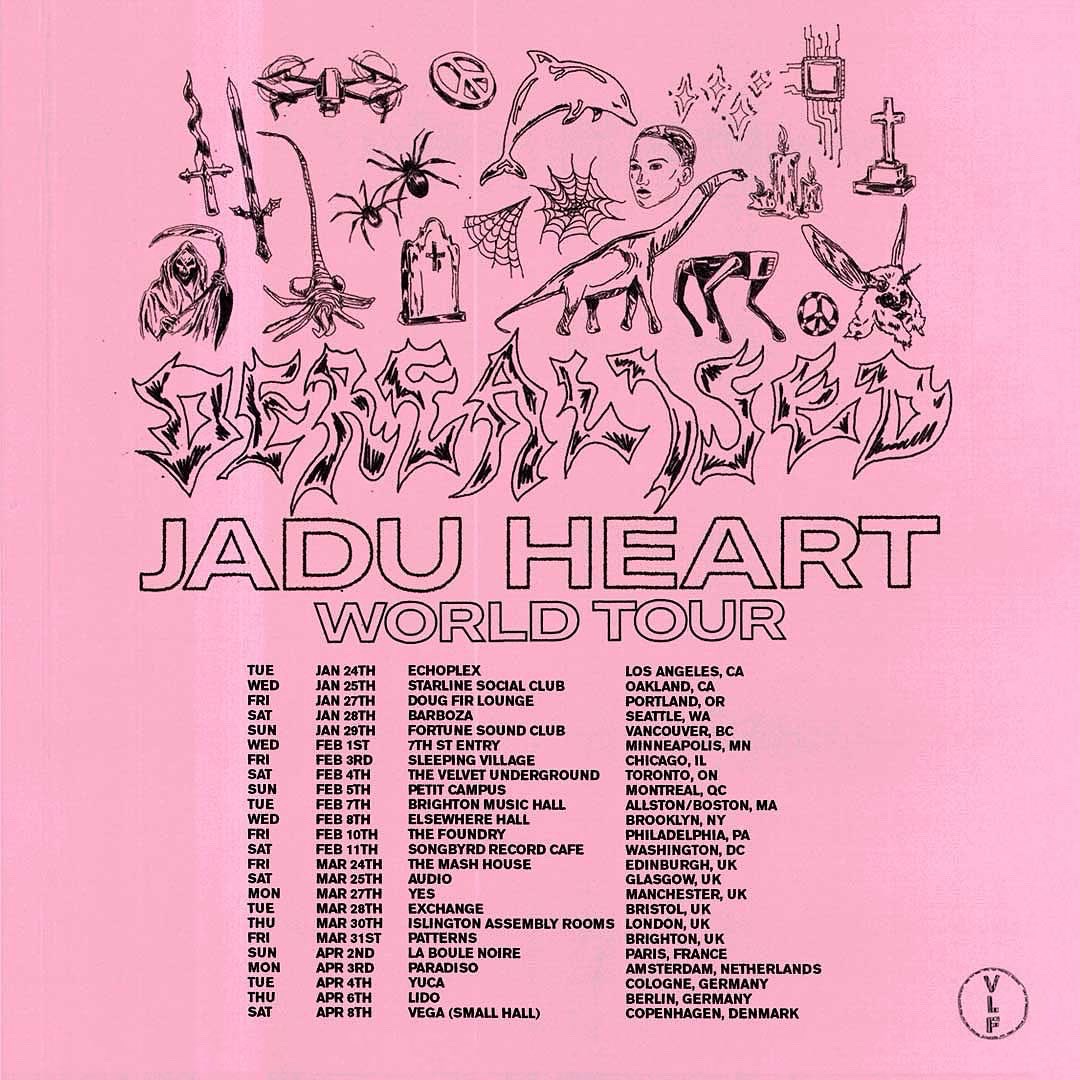 DEREALISED
JADU HEART
WORLD TOUR
TUE JAN 24TH ECHOPLEX LOS ANGELES, CA
WED JAN 25TH STARLINE SOCIAL CLUB OAKLAND, CA
FRI JAN 27TH DOUG FIR LOUNGE PORTLAND, OR
SAT JAN 28TH BARBOZA SEATTLE, WA
SUN JAN 29TH FORTUNE SOUND CLUB VANCOUVER, BC
WED FEB 1ST 7TH ST ENTRY MINNEAPOLIS, MN
FRI FEB 3RD SLEEPING VILLAGE CHICAGO, IL
SAT FEB 4TH THE VELVET UNDERGROUND TORONTO, ON
SUN FEB 5TH PETIT CAMPUS MONTREAL, QC
TUE FEB 7TH BRIGHTON MUSIC HALL ALLSTON/BOSTON, MA
WED FEB 8TH ELSEWHERE HALL BROOKLYN, NY
FRI FEB 10TH THE FOUNDRY PHILADELPHIA, PA
SAT FEB 11TH SONGBYRD RECORD CAFE WASHINGTON, DC
FRI MAR 24TH THE MASH HOUSE EDINBURGH, UK
SAT MAR 25TH AUDIO GLASGOW, UK
MON MAR 27TH YES MANCHESTER, UK
TUE MAR 28TH EXCHANGE BRISTOL, UK
THU MAR 30TH ISLINGTON ASSEMBLY ROOMS LONDON, UK
FRI MAR 31ST PATTERNS BRIGHTON, UK
SUN APR 2ND LA BOULE NOIRE PARIS, FRANCE
MON APR 3RD PARADISO AMSTERDAM, NETHERLANDS
TUE APR 4TH YUCA COLOGNE, GERMANY
THU APR 6TH LIDO BERLIN, GERMANY
SAT APR 8TH VEGA (SMALL HALL) COPENHAGEN, DENMARK
V
L
F